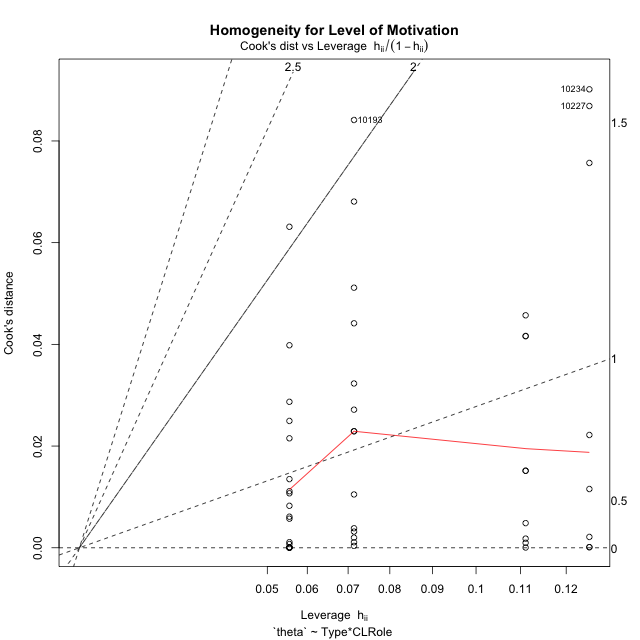 Homogeneity for Level of Motivation
Cook's dist vs Leverage hii/(1 − hii)
2.5
2
10234
10227
10193
1.5
1
0.5
0
0.08
0.06
0.04
0.02
0.00
Cook's distance
0.05 0.06 0.07 0.08 0.09 0.1 0.11 0.12
Leverage hii
`theta` ~ Type*CLRole